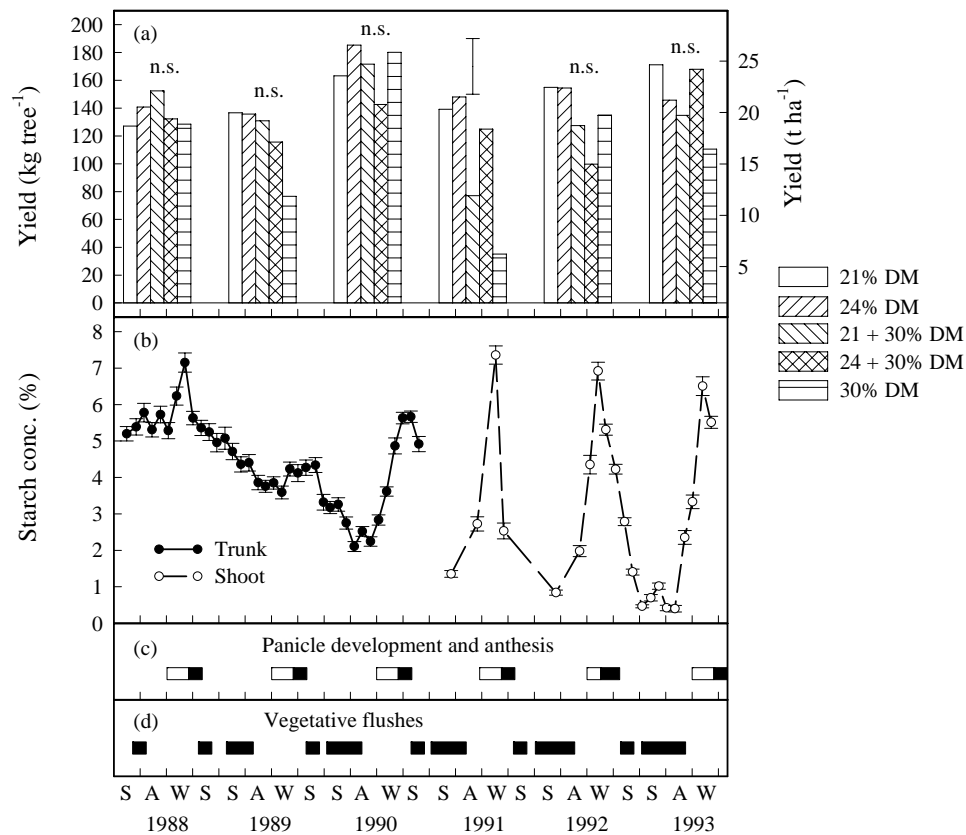 (a)
200
180
160
140
120
100
80
60
40
20
0
Yield (kg tree⁻¹)
n.s.
n.s.
n.s.
n.s.
n.s.
25
20
15
10
5
Yield (t ha⁻¹)
21% DM
24% DM
21 + 30% DM
24 + 30% DM
30% DM
(b)
8
7
6
5
4
3
2
1
0
Starch conc. (%)
Trunk
Shoot
(c) Panicle development and anthesis
(d) Vegetative flushes
S A W S S A W S S A W S S A W S S A W S S A W
1988 1989 1990 1991 1992 1993